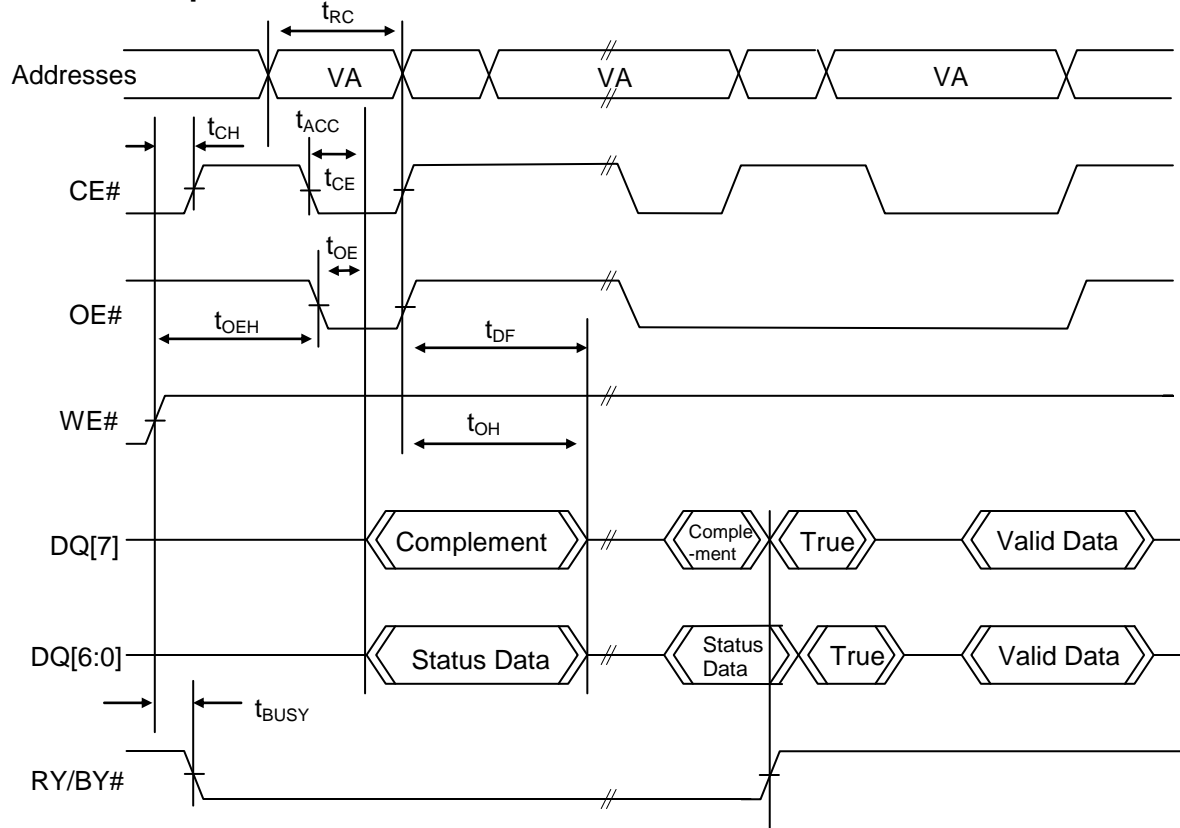 tRC
Addresses VA VA VA
tCH tACC
CE# tCE
tOE
OE#
tOEH tDF
WE#
tOH
DQ[7] Complement Comple-ment True Valid Data
DQ[6:0] Status Data Status Data True Valid Data
tBUSY
RY/BY#